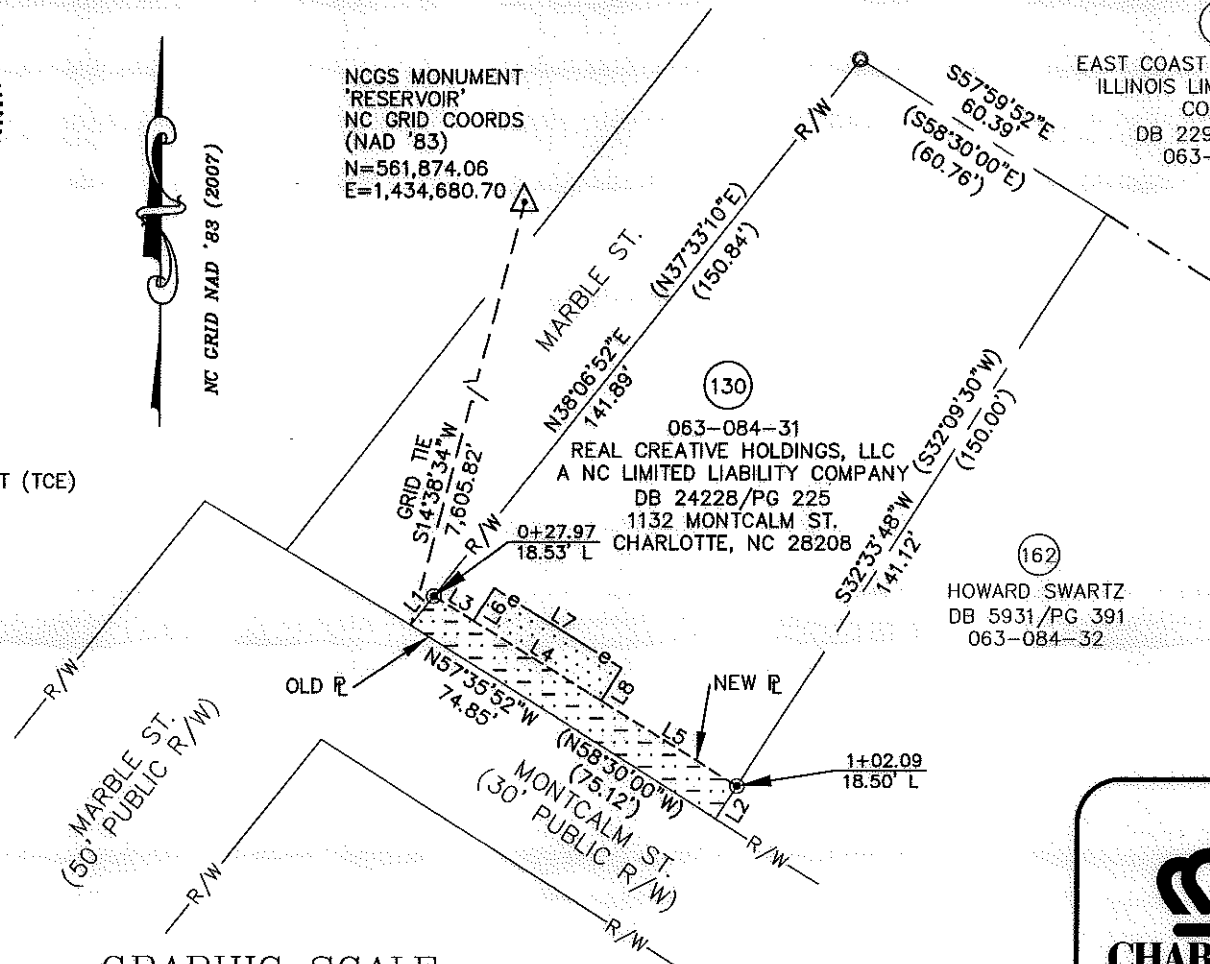 NCGS MONUMENT
'RESERVOIR'
NC GRID COORDS
(NAD '83)
N=561,874.06
E=1,434,680.70
NC GRID NAD '83 (2007)
EAST COAST
ILLINOIS LIM
CO
DB 229
063-
S57°59'52"E
60.39'
(S58°30'00"E)
(60.76')
R/W
MARBLE ST.
(N37°33'10"E)
(150.84')
N38°06'52"E
141.89'
130
063-084-31
REAL CREATIVE HOLDINGS, LLC
A NC LIMITED LIABILITY COMPANY
DB 24228/PG 225
1132 MONTCALM ST.
CHARLOTTE, NC 28208
(S32°09'30"W)
(150.00')
S32°33'48"W
141.12'
T (TCE)
GRID TIE
S14°38'34"W
7,605.82'
R/W
0+27.97
18.53' L
162
HOWARD SWARTZ
DB 5931/PG 391
063-084-32
L1
L3
L6
e
L7
L4
e
L8
L5
L2
OLD PL
NEW PL
N57°35'52"W
74.85'
(N58°30'00"W)
(75.12')
1+02.09
18.50' L
R/W
MARBLE ST.
(50' PUBLIC R/W)
MONTCALM ST.
(30' PUBLIC R/W)
R/W
R/W
R/W
GRAPHIC SCALE
CHAR